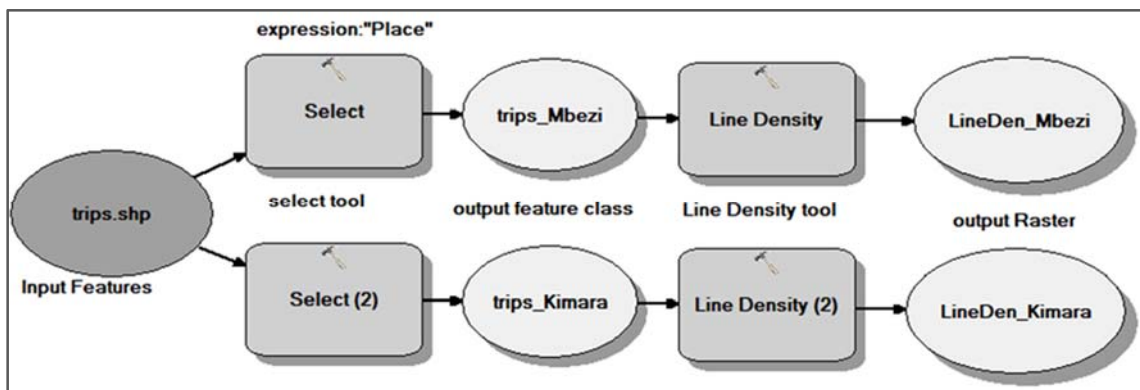 expression:"Place"
Select
trips_Mbezi
Line Density
LineDen_Mbezi
trips.shp
select tool
output feature class
Line Density tool
output Raster
Input Features
Select (2)
trips_Kimara
Line Density (2)
LineDen_Kimara